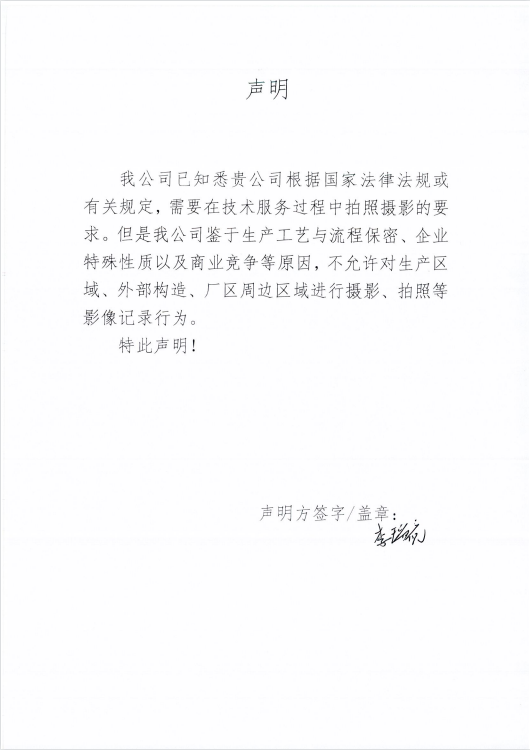 声明
我公司已知悉贵公司根据国家法律法规或
有关规定，需要在技术服务过程中拍照摄影的要
求。但是我公司鉴于生产工艺与流程保密、企业
特殊性质以及商业竞争等原因，不允许对生产区
域、外部构造、厂区周边区域进行摄影、拍照等
影像记录行为。
特此声明！
声明方签字/盖章：
李